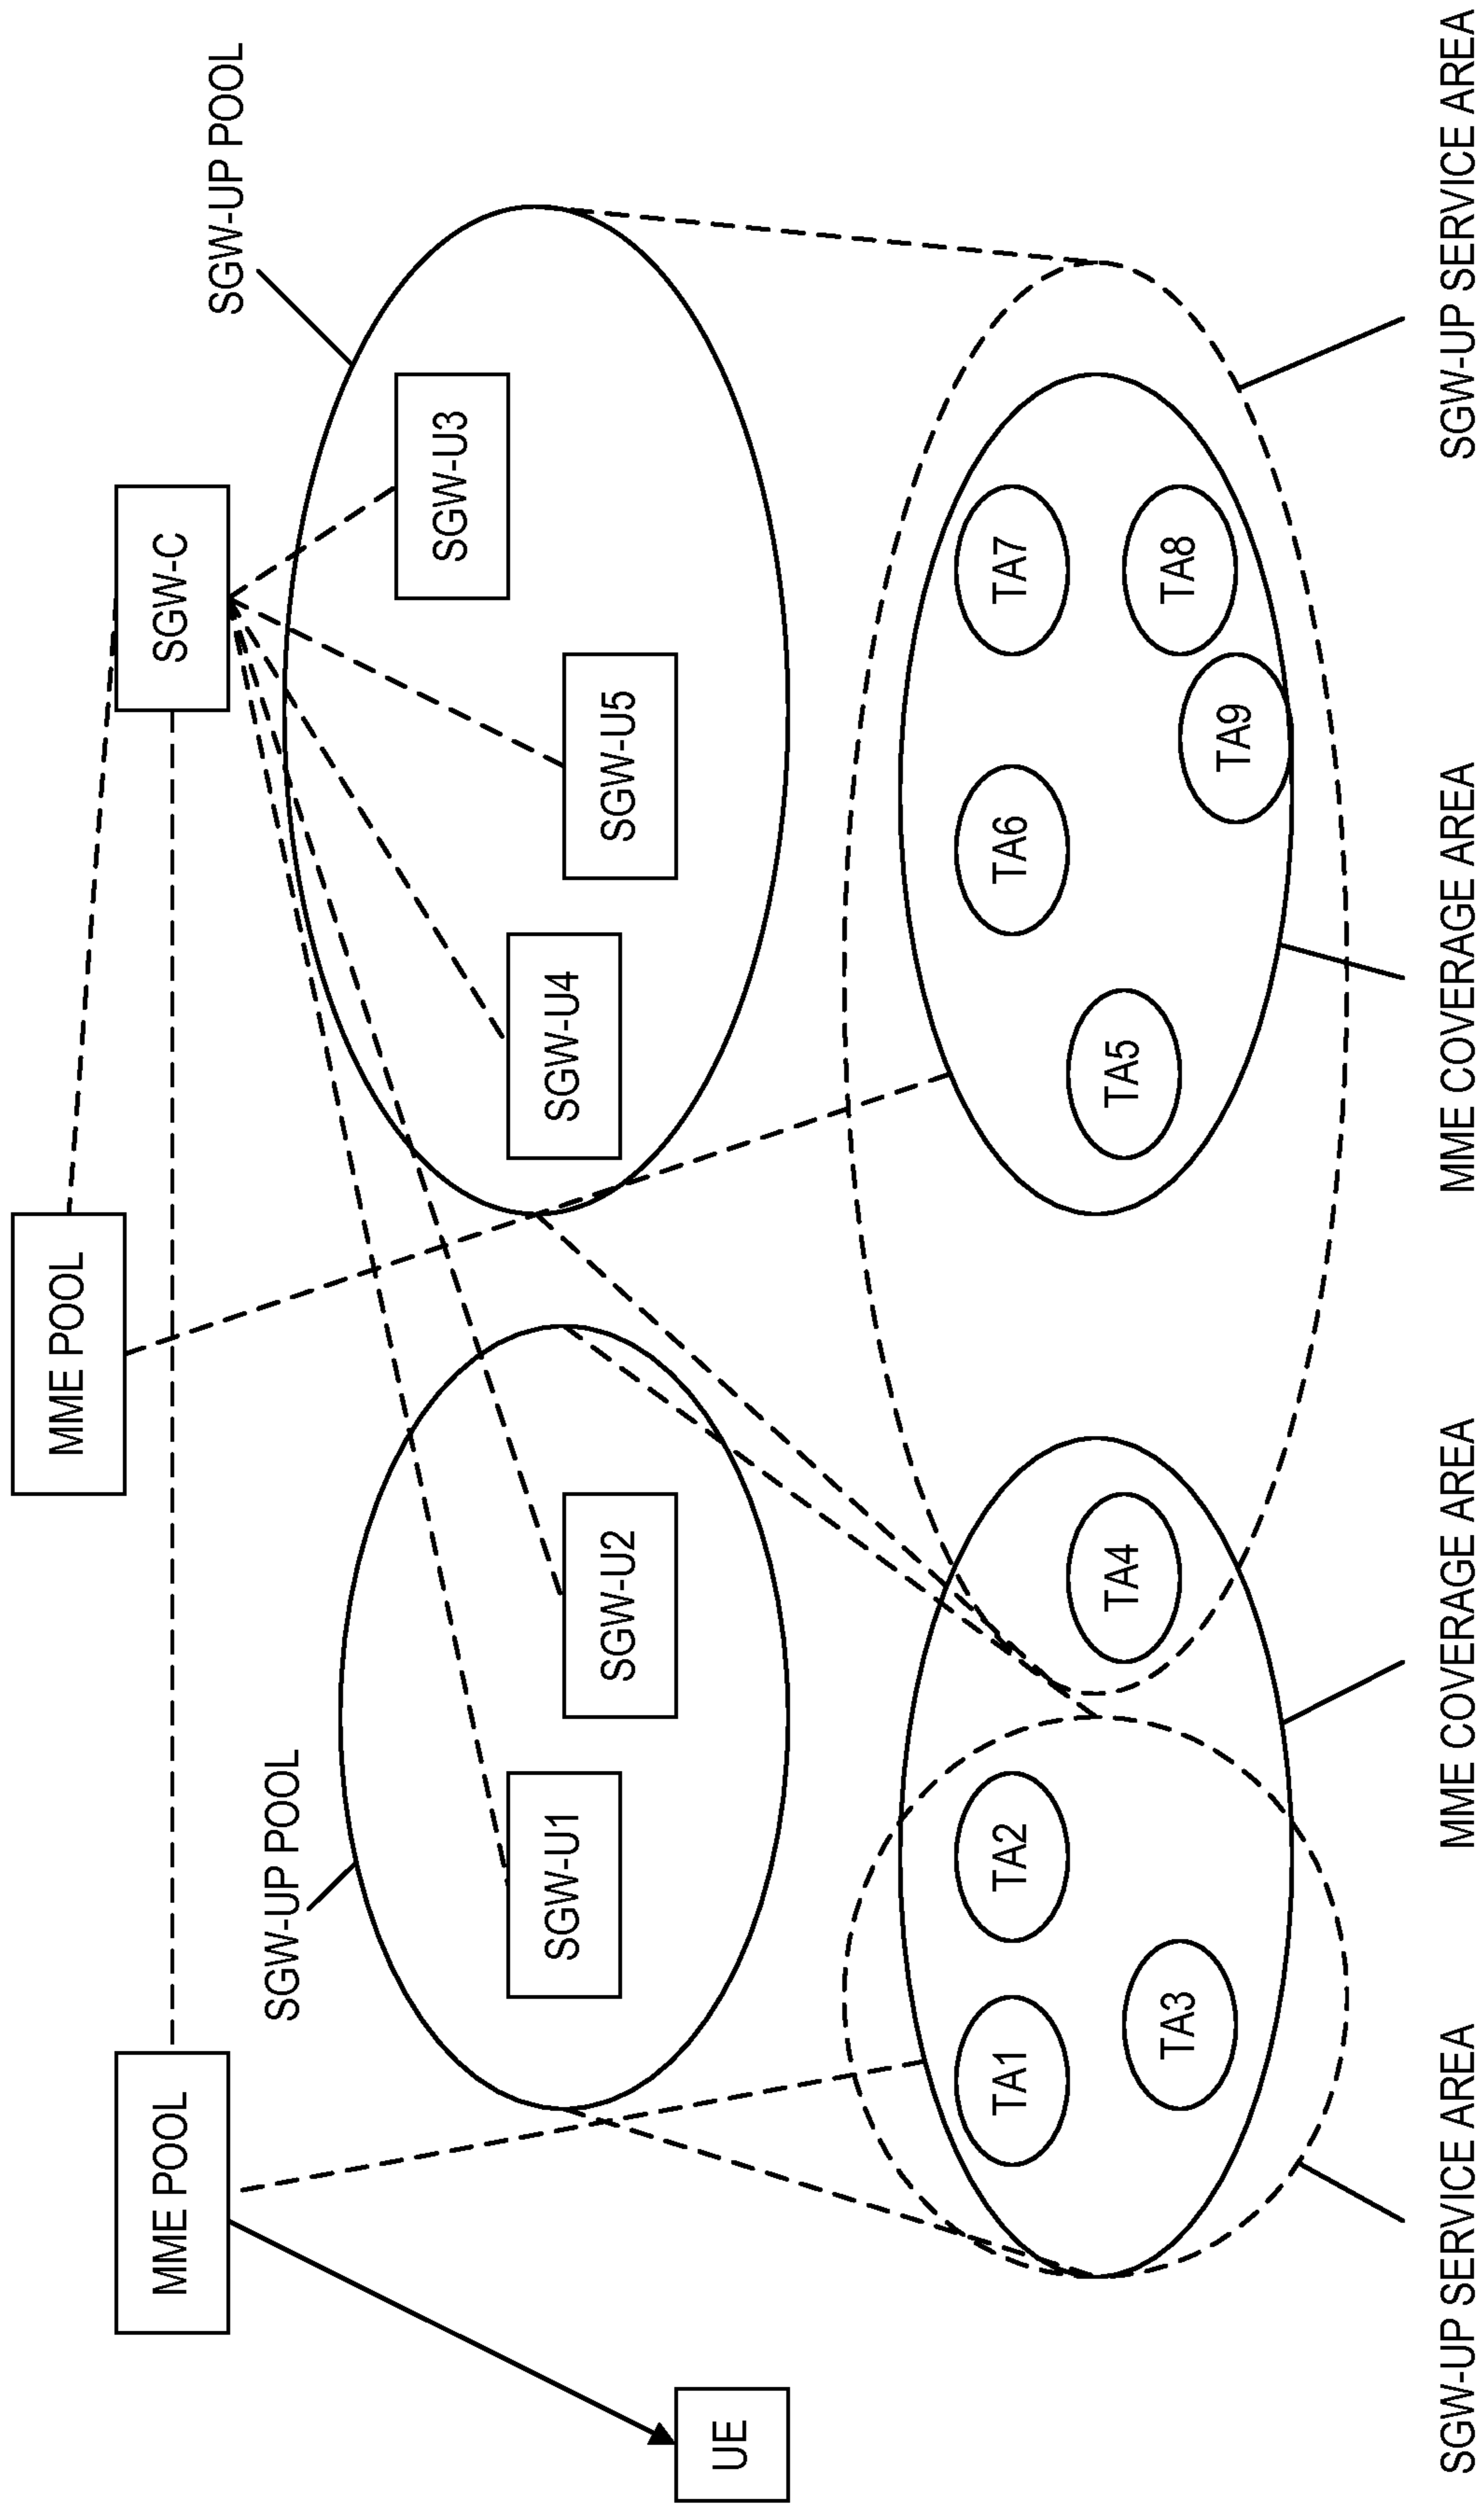 MME POOL
MME POOL
SGW-C
SGW-UP POOL
SGW-UP POOL
SGW-U1
SGW-U2
SGW-U4
SGW-U5
SGW-U3
UE
TA1
TA2
TA3
TA4
TA5
TA6
TA7
TA8
TA9
SGW-UP SERVICE AREA
MME COVERAGE AREA
MME COVERAGE AREA
SGW-UP SERVICE AREA